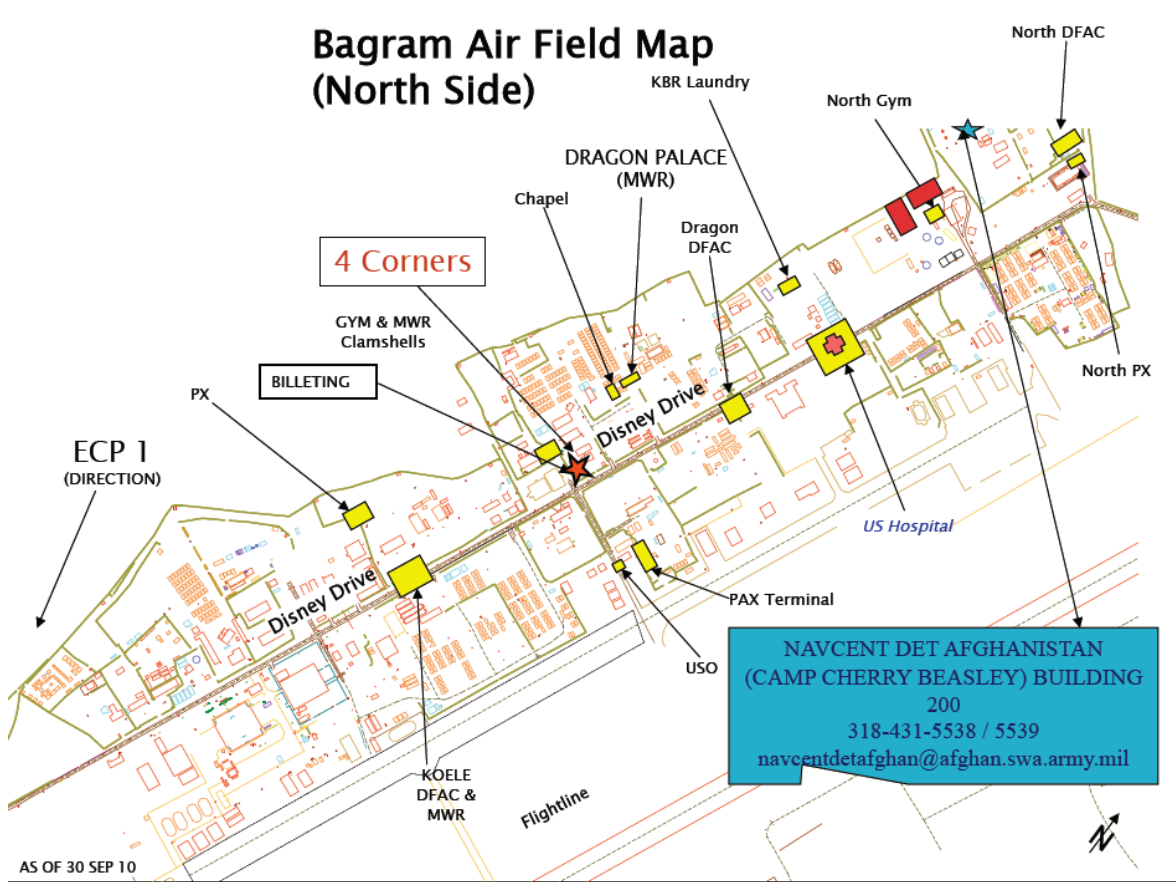 Bagram Air Field Map
(North Side)
North DFAC
KBR Laundry
North Gym
DRAGON PALACE
(MWR)
Chapel
Dragon
DFAC
4 Corners
GYM & MWR
Clamshells
BILLETING
PX
North PX
Disney Drive
ECP 1
(DIRECTION)
US Hospital
Disney Drive
PAX Terminal
USO
NAVCENT DET AFGHANISTAN
(CAMP CHERRY BEASLEY) BUILDING
200
318-431-5538 / 5539
navcentdetafghan@afghan.swa.army.mil
KOELE
DFAC &
MWR
Flightline
N
AS OF 30 SEP 10